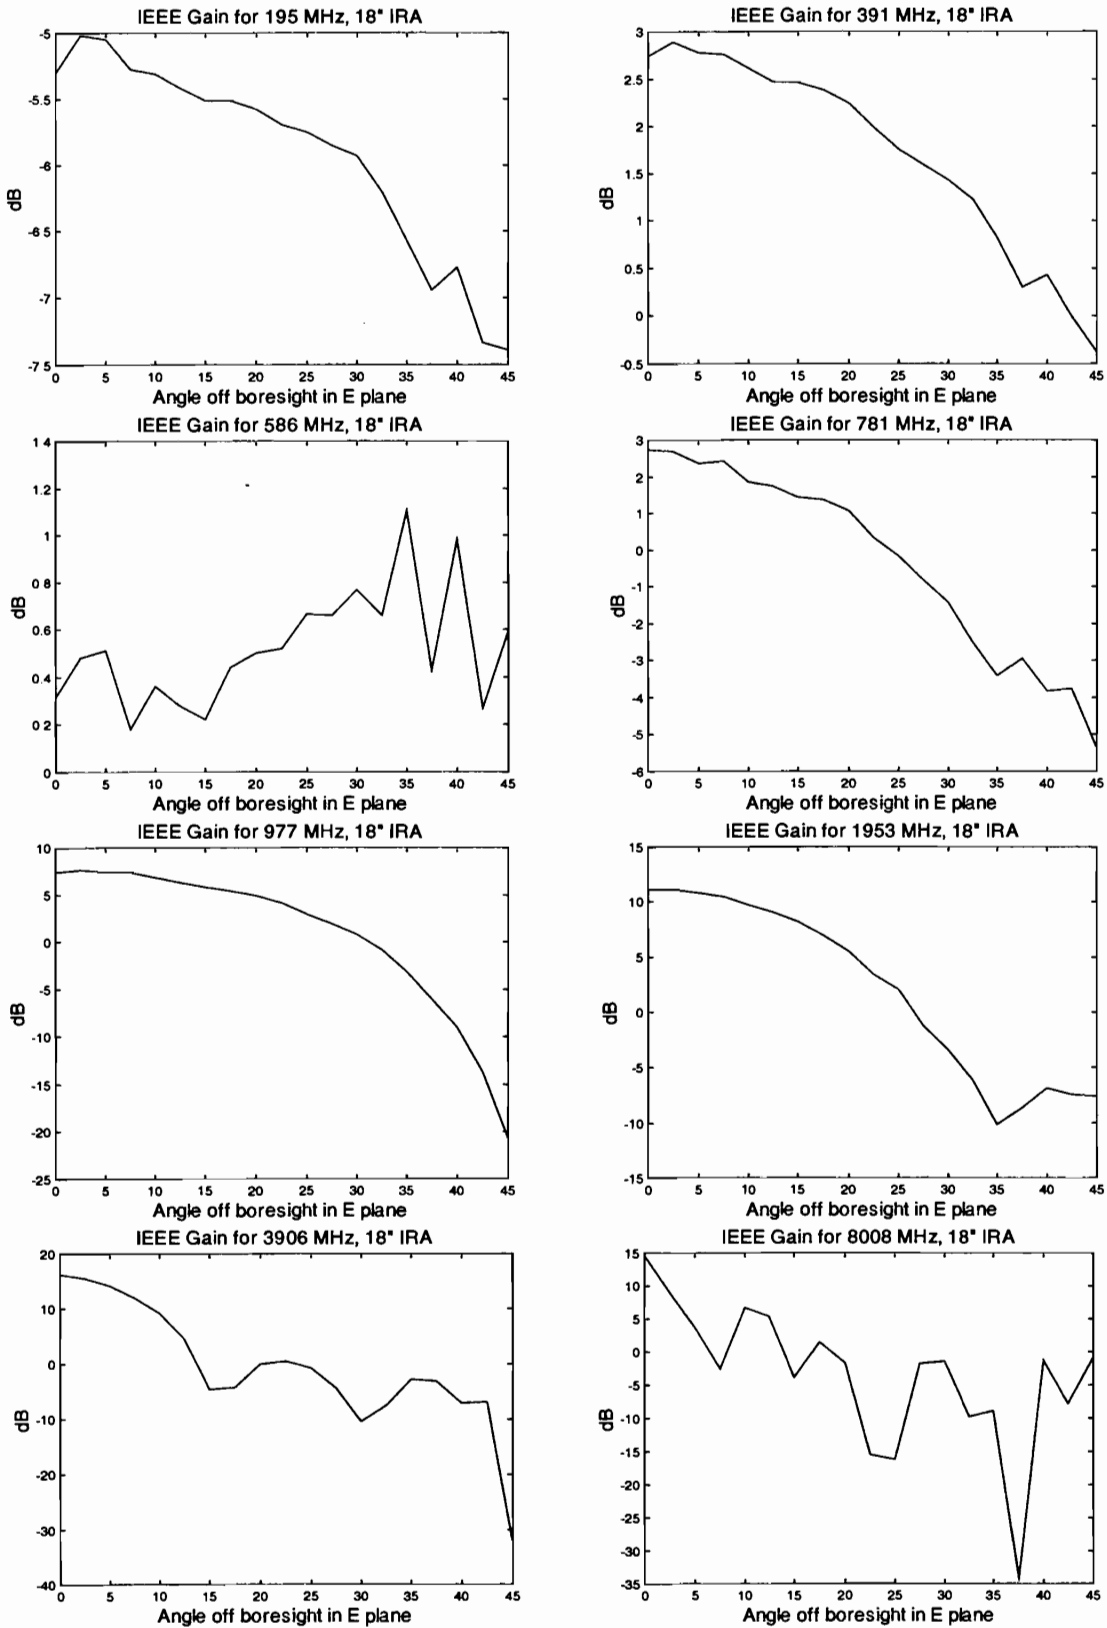 IEEE Gain for 195 MHz, 18" IRA
-5
-5.5
-6
-6 5
-7
-7 5
dB
0 5 10 15 20 25 30 35 40 45
Angle off boresight in E plane
IEEE Gain for 391 MHz, 18" IRA
3
2.5
2
1.5
1
0.5
0
-0.5
dB
0 5 10 15 20 25 30 35 40 45
Angle off boresight in E plane
IEEE Gain for 586 MHz, 18" IRA
1 4
1.2
1
0 8
0.6
0.4
0 2
0
dB
0 5 10 15 20 25 30 35 40 45
Angle off boresight in E plane
IEEE Gain for 781 MHz, 18" IRA
3
2
1
0
-1
-2
-3
-4
-5
-6
dB
0 5 10 15 20 25 30 35 40 45
Angle off boresight in E plane
IEEE Gain for 977 MHz, 18" IRA
10
5
0
-5
-10
-15
-20
-25
dB
0 5 10 15 20 25 30 35 40 45
Angle off boresight in E plane
IEEE Gain for 1953 MHz, 18" IRA
15
10
5
0
-5
-10
-15
dB
0 5 10 15 20 25 30 35 40 45
Angle off boresight in E plane
IEEE Gain for 3906 MHz, 18" IRA
20
10
0
-10
-20
-30
-40
dB
0 5 10 15 20 25 30 35 40 45
Angle off boresight in E plane
IEEE Gain for 8008 MHz, 18" IRA
15
10
5
0
-5
-10
-15
-20
-25
-30
-35
dB
0 5 10 15 20 25 30 35 40 45
Angle off boresight in E plane